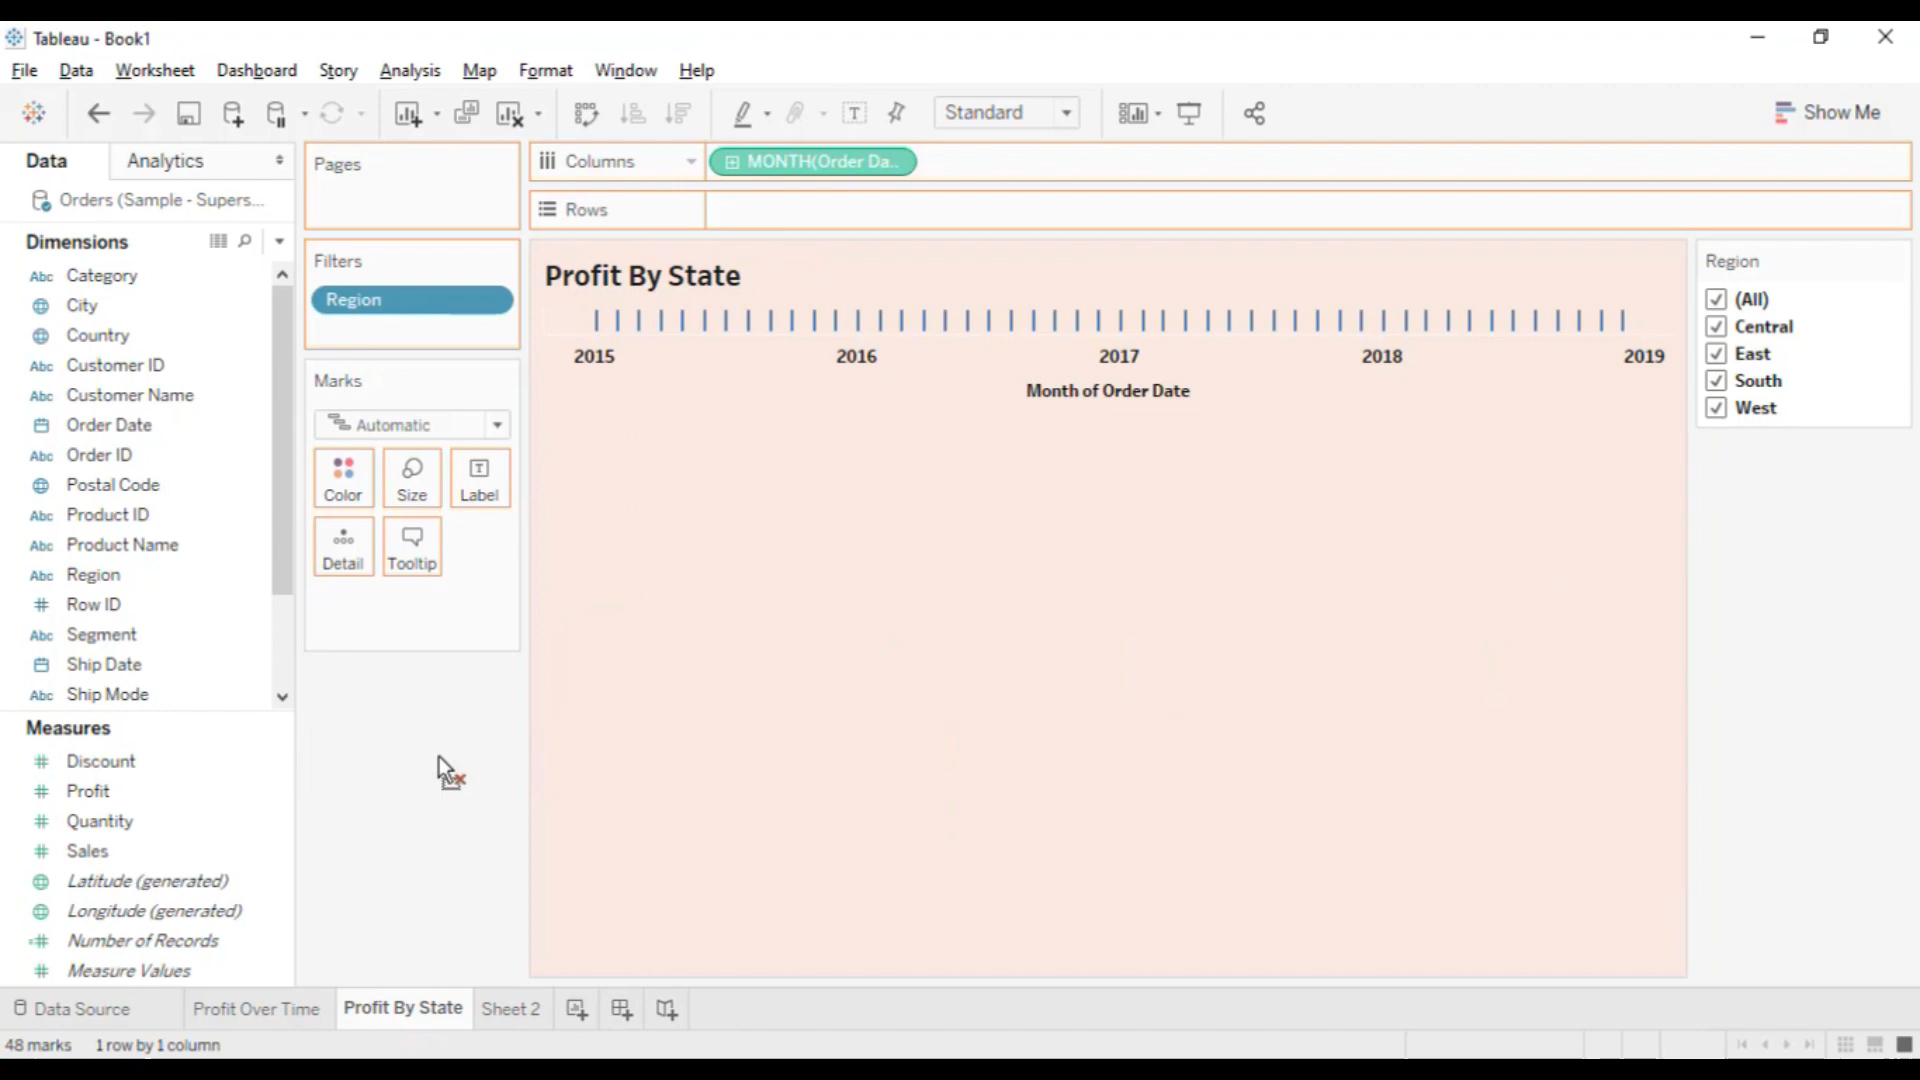 Tableau - Book1
File Data Worksheet Dashboard Story Analysis Map Format Window Help
Standard
Show Me
Data Analytics
Pages
Columns
MONTH(Order Da..
Orders (Sample - Supers...
Rows
Dimensions
Filters
Region
Category
City
Country
Customer ID
Customer Name
Order Date
Order ID
Postal Code
Product ID
Product Name
Region
Row ID
Segment
Ship Date
Ship Mode
Marks
Automatic
Color Size Label
Detail Tooltip
Profit By State
2015 2016 2017 2018 2019
Month of Order Date
Region
(All)
Central
East
South
West
Measures
Discount
Profit
Quantity
Sales
Latitude (generated)
Longitude (generated)
Number of Records
Measure Values
Data Source Profit Over Time Profit By State Sheet 2
48 marks 1 row by 1 column